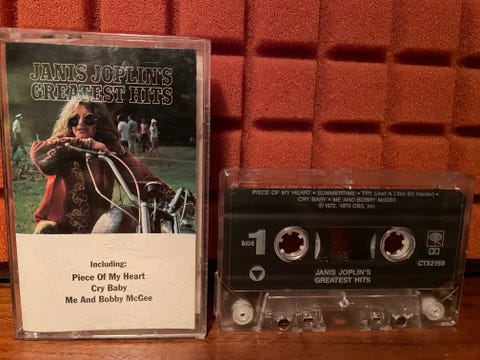 JANIS JOPLIN'S
GREATEST HITS
Including:
Piece Of My Heart
Cry Baby
Me And Bobby McGee
PIECE OF MY HEART • SUMMERTIME • TRY (Just A Little Bit Harder) •
CRY BABY • ME AND BOBBY McGEE
℗ 1972, 1973 CBS, Inc.
SIDE 1
CT32168
JANIS JOPLIN'S
GREATEST HITS